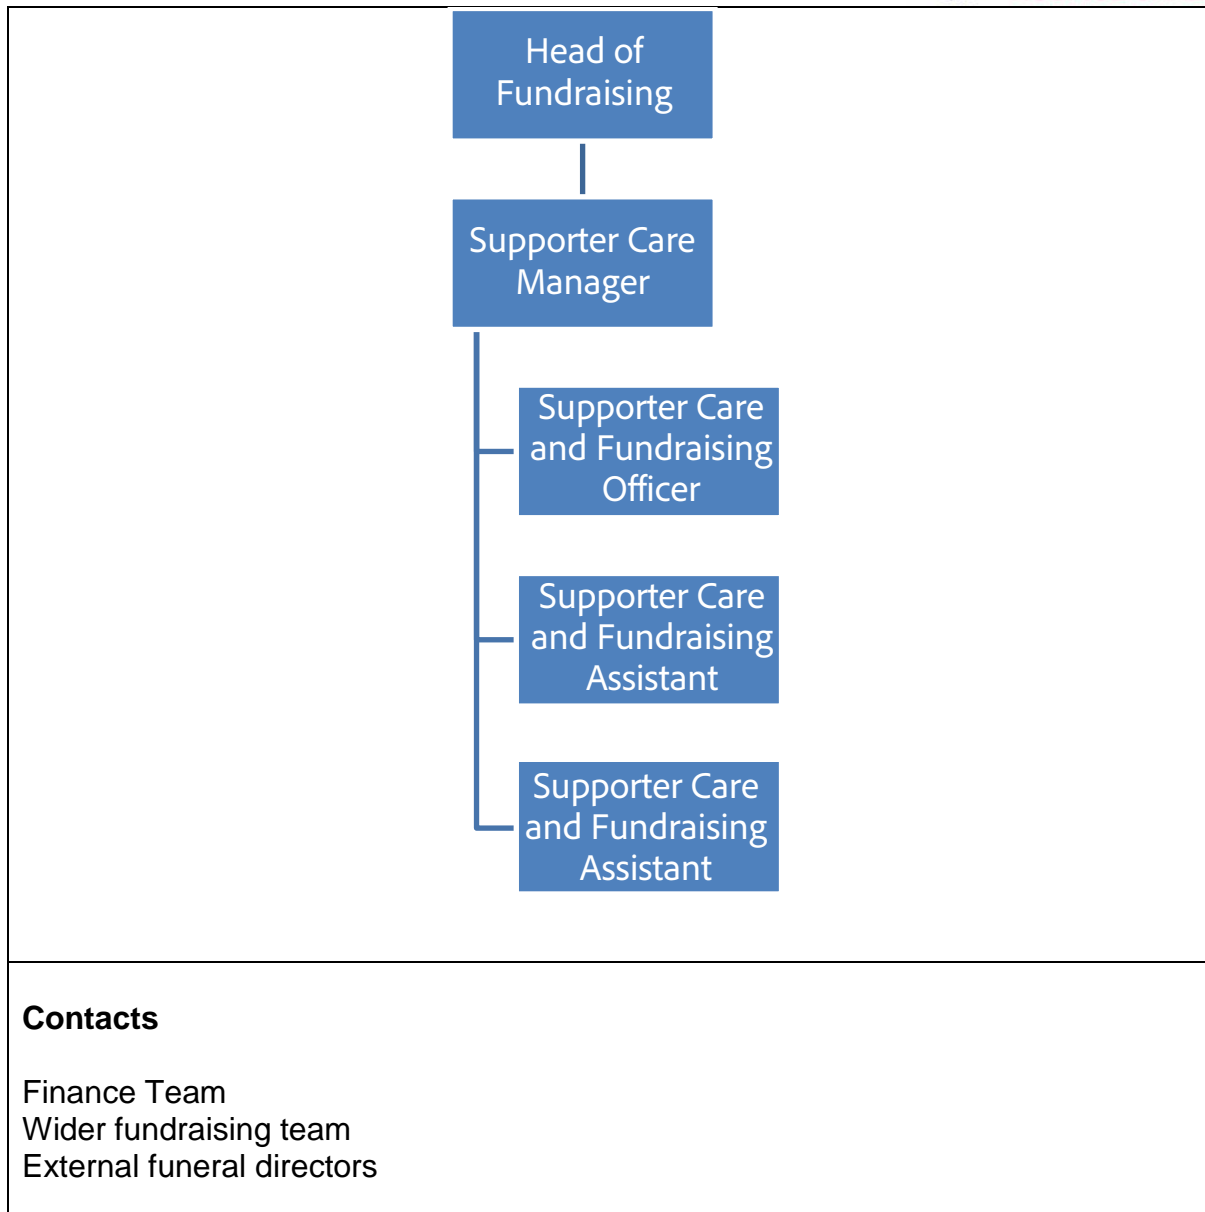 Head of
Fundraising
Supporter Care
Manager
Supporter Care
and Fundraising
Officer
Supporter Care
and Fundraising
Assistant
Supporter Care
and Fundraising
Assistant
Contacts
Finance Team
Wider fundraising team
External funeral directors